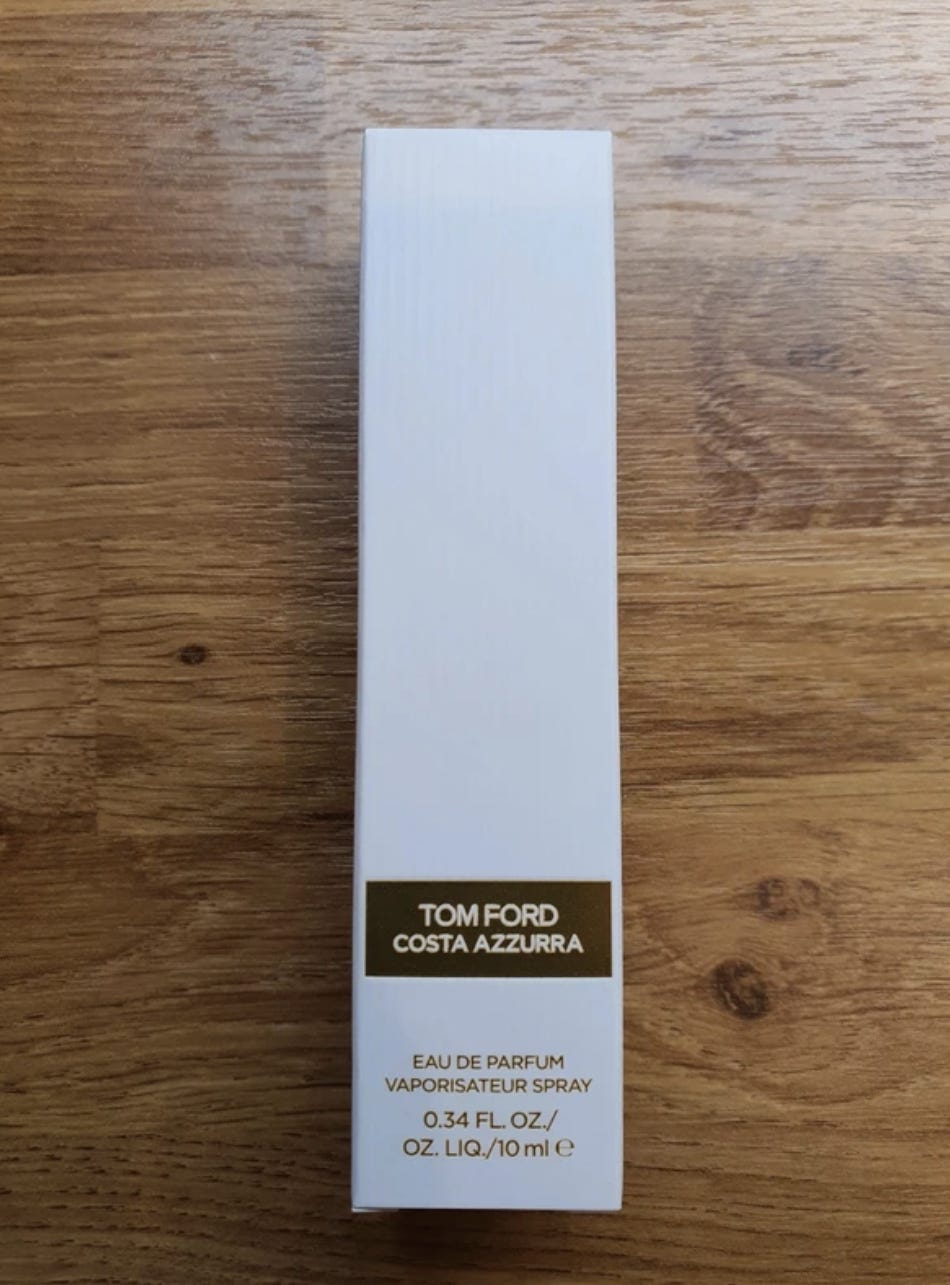 TOM FORD
COSTA AZZURRA
EAU DE PARFUM
VAPORISATEUR SPRAY
0.34 FL. OZ./
OZ. LIQ./10 ml ℮